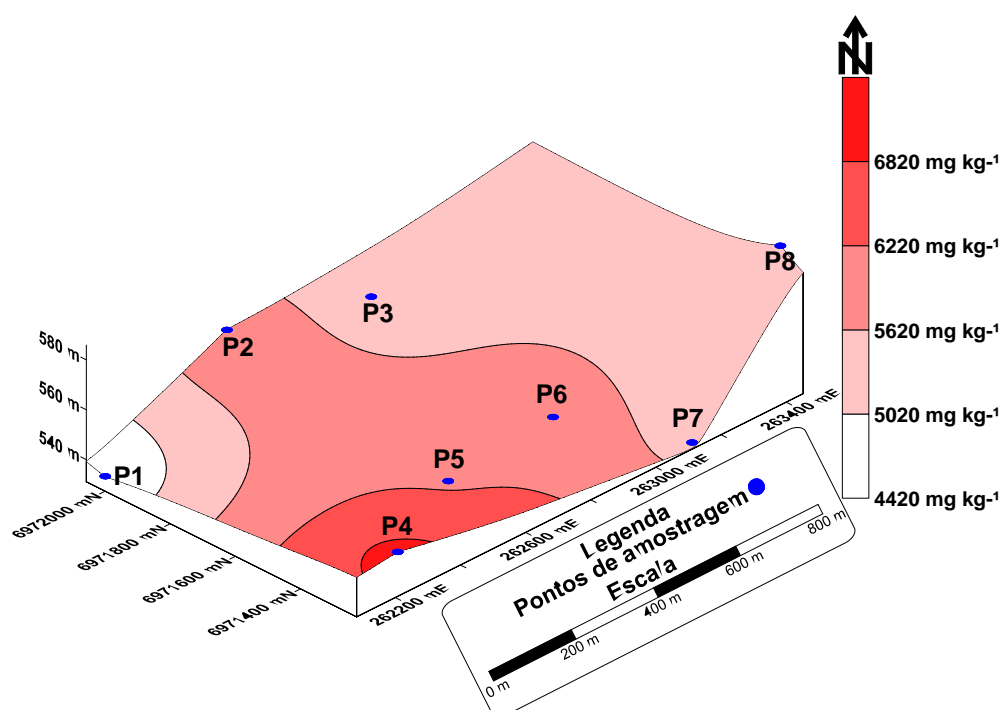 N
6820 mg kg-¹
6220 mg kg-¹
5620 mg kg-¹
5020 mg kg-¹
4420 mg kg-¹
P8
P3
P2
P6
P7
P5
P1
P4
580 m
560 m
540 m
6972000 mN
6971800 mN
6971600 mN
6971400 mN
262200 mE
262600 mE
263000 mE
263400 mE
Legenda
Pontos de amostragem
Escala
0 m
200 m
400 m
600 m
800 m